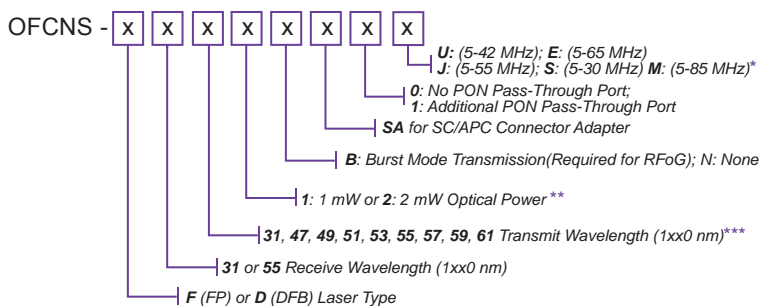 OFCNS - x x x x x x x x
U: (5-42 MHz); E: (5-65 MHz)
J: (5-55 MHz); S: (5-30 MHz) M: (5-85 MHz)*
0: No PON Pass-Through Port;
1: Additional PON Pass-Through Port
SA for SC/APC Connector Adapter
B: Burst Mode Transmission(Required for RFoG); N: None
1: 1 mW or 2: 2 mW Optical Power **
31, 47, 49, 51, 53, 55, 57, 59, 61 Transmit Wavelength (1xx0 nm)***
31 or 55 Receive Wavelength (1xx0 nm)
F (FP) or D (DFB) Laser Type